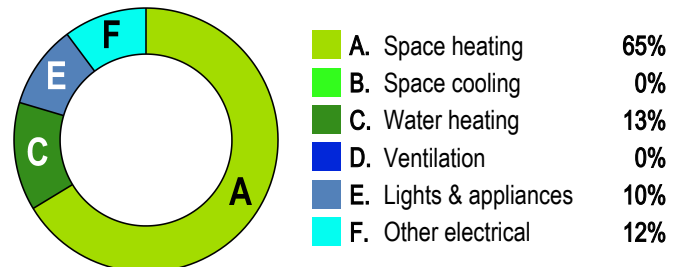 F
E
C
A
A. Space heating 65%
B. Space cooling 0%
C. Water heating 13%
D. Ventilation 0%
E. Lights & appliances 10%
F. Other electrical 12%